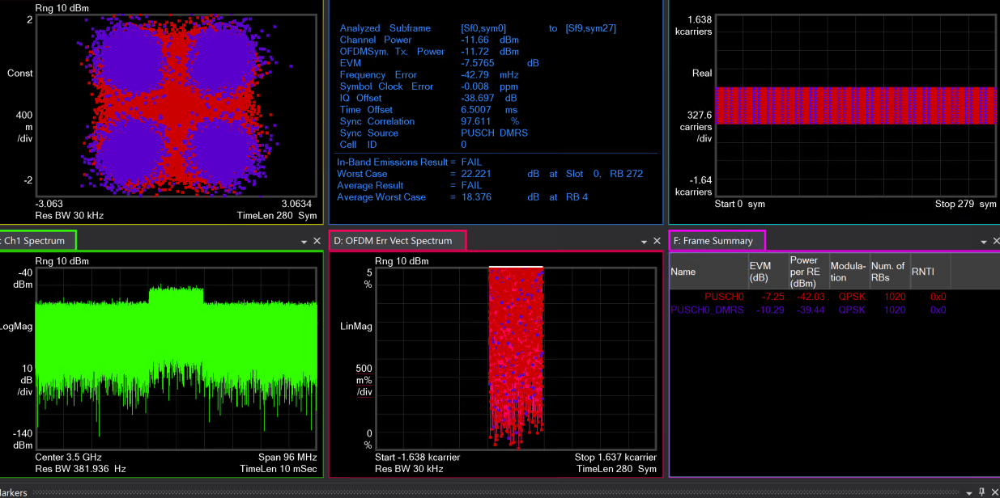 Rng 10 dBm
2
Const
400
m
/div
-2
-3.063
3.0634
Res BW 30 kHz
TimeLen 280 Sym
Analyzed Subframe [Sf0,sym0] to [Sf9,sym27]
Channel Power -11.66 dBm
OFDMSym. Tx. Power -11.72 dBm
EVM -7.5765 dB
Frequency Error -42.79 mHz
Symbol Clock Error -0.008 ppm
IQ Offset -38.697 dB
Time Offset 6.5007 ms
Sync Correlation 97.611 %
Sync Source PUSCH DMRS
Cell ID 0
In-Band Emissions Result = FAIL
Worst Case = 22.221 dB at Slot 0, RB 272
Average Result = FAIL
Average Worst Case = 18.376 dB at RB 4
1.638
kcarriers
Real
327.6
carriers
/div
-1.64
kcarriers
Start 0 sym
Stop 279 sym
: Ch1 Spectrum
Rng 10 dBm
-40
dBm
LogMag
10
dB
/div
-140
dBm
Center 3.5 GHz
Span 96 MHz
Res BW 381.936 Hz
TimeLen 10 mSec
D: OFDM Err Vect Spectrum
Rng 10 dBm
5
%
LinMag
500
m%
/div
0
%
Start -1.638 kcarrier
Stop 1.637 kcarrier
Res BW 30 kHz
TimeLen 280 Sym
F: Frame Summary
Name EVM (dB) Power per RE (dBm) Modula-tion Num. of RBs RNTI
PUSCH0 -7.25 -42.03 QPSK 1020 0x0
PUSCH0_DMRS -10.29 -39.44 QPSK 1020 0x0
Markers